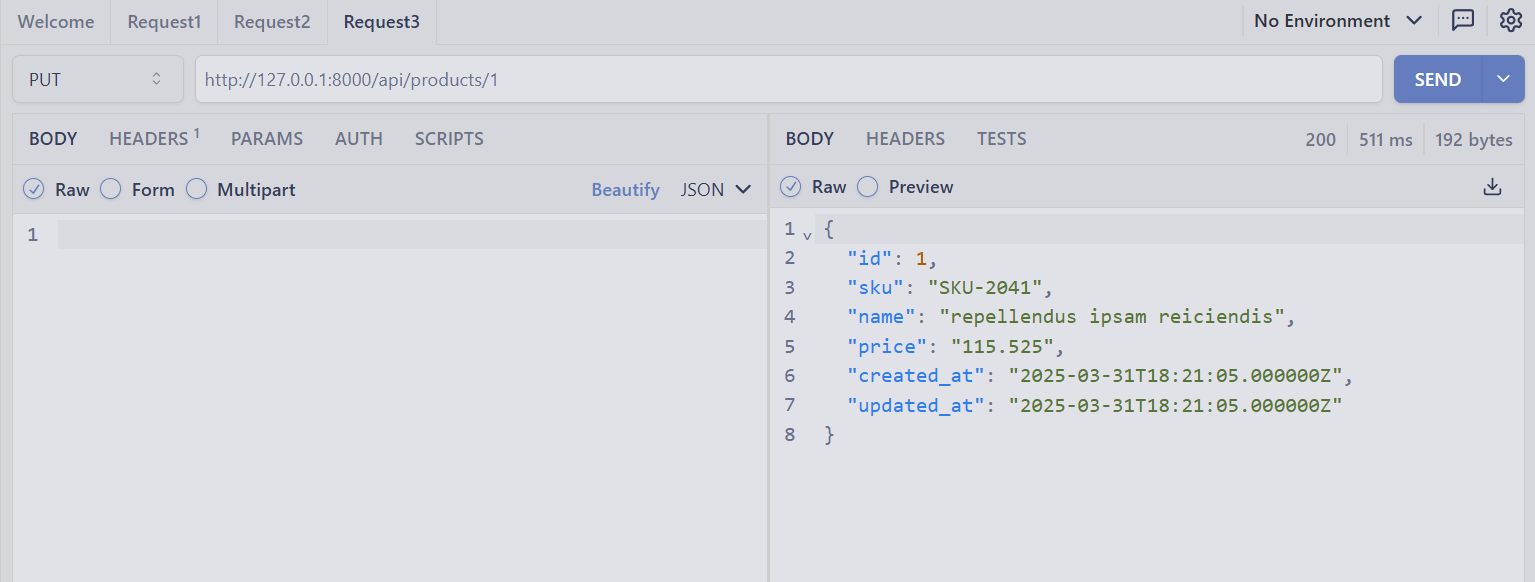 Welcome Request1 Request2 Request3 No Environment
PUT http://127.0.0.1:8000/api/products/1 SEND
BODY HEADERS 1 PARAMS AUTH SCRIPTS
Raw Form Multipart Beautify JSON
1
BODY HEADERS TESTS 200 511 ms 192 bytes
Raw Preview
1 {
2 "id": 1,
3 "sku": "SKU-2041",
4 "name": "repellendus ipsam reiciendis",
5 "price": "115.525",
6 "created_at": "2025-03-31T18:21:05.000000Z",
7 "updated_at": "2025-03-31T18:21:05.000000Z"
8 }